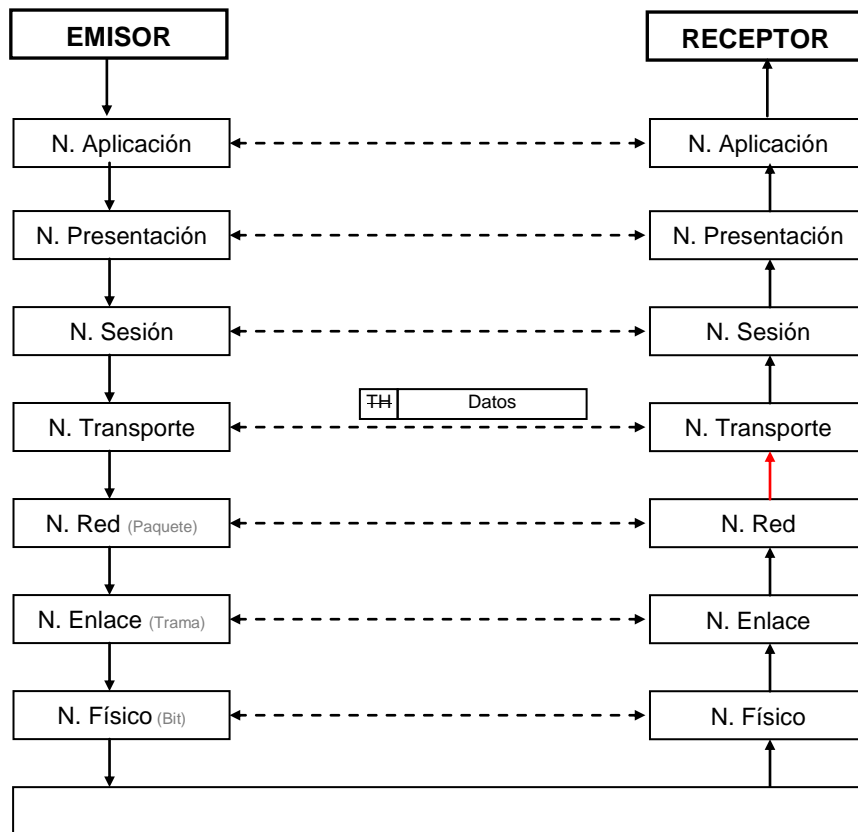 EMISOR
RECEPTOR
N. Aplicación
N. Aplicación
N. Presentación
N. Presentación
N. Sesión
N. Sesión
TH Datos
N. Transporte
N. Transporte
N. Red (Paquete)
N. Red
N. Enlace (Trama)
N. Enlace
N. Físico (Bit)
N. Físico